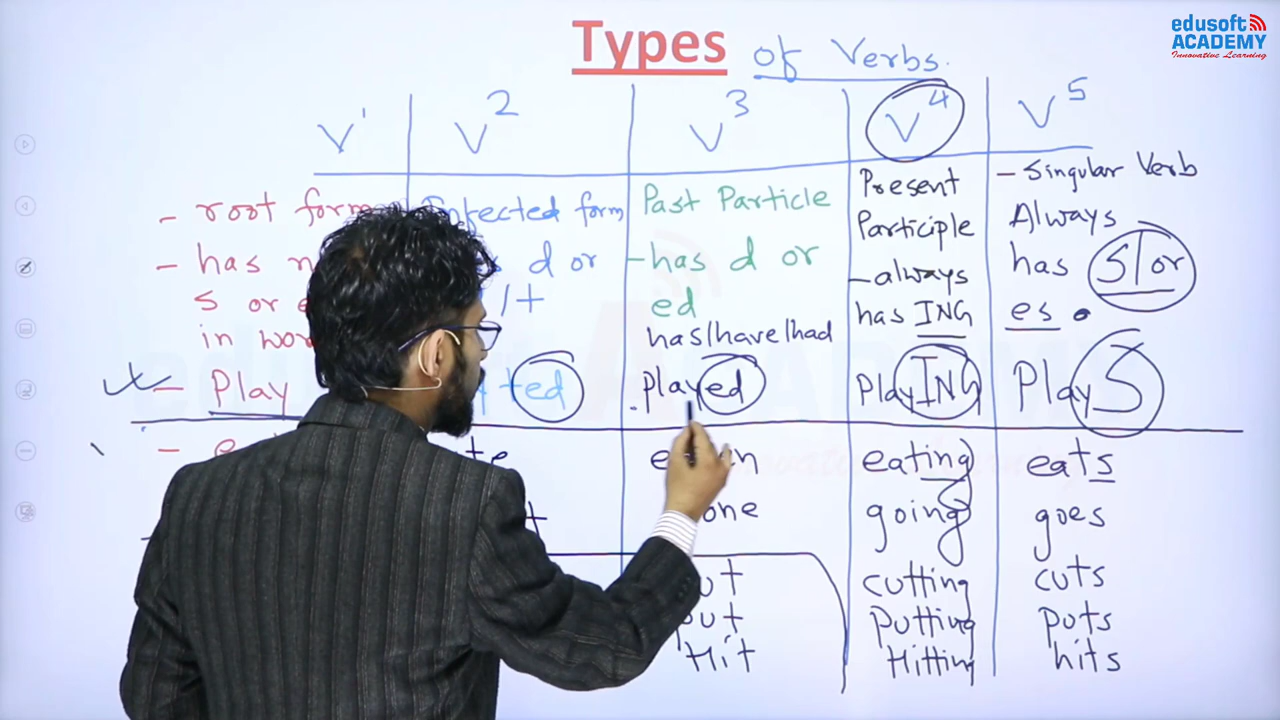 Types of Verbs.
edusoft
ACADEMY
Innovative Learning
V1 V2 V3 V4 V5
- root form
- has
s or
in
- Play
form
d or
/t
ed
te
Past Particle
- has d or
ed
has/have/had
played
one
Hit
Present
Participle
- always
has ING
PlayING
eating
going
cutting
Putting
Hitting
- Singular Verb
Always
has S/or
es.
PlayS
eats
goes
cuts
puts
hits